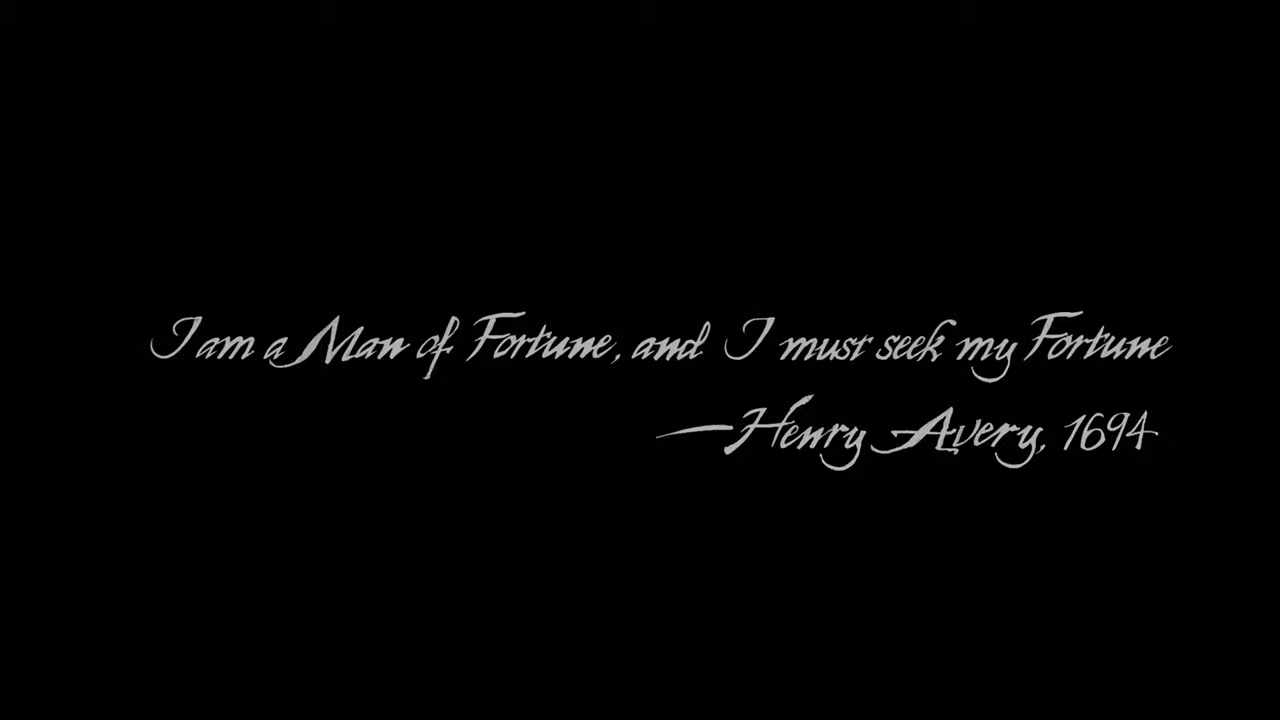 I am a Man of Fortune, and I must seek my Fortune
—Henry Avery, 1694